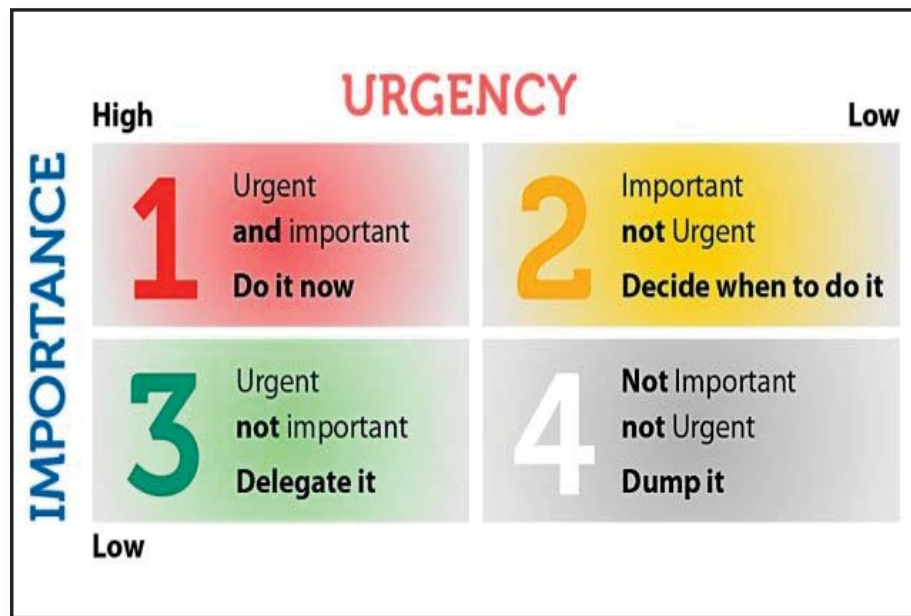 URGENCY
High
Low
IMPORTANCE
1
Urgent
and important
Do it now
2
Important
not Urgent
Decide when to do it
3
Urgent
not important
Delegate it
4
Not Important
not Urgent
Dump it
Low